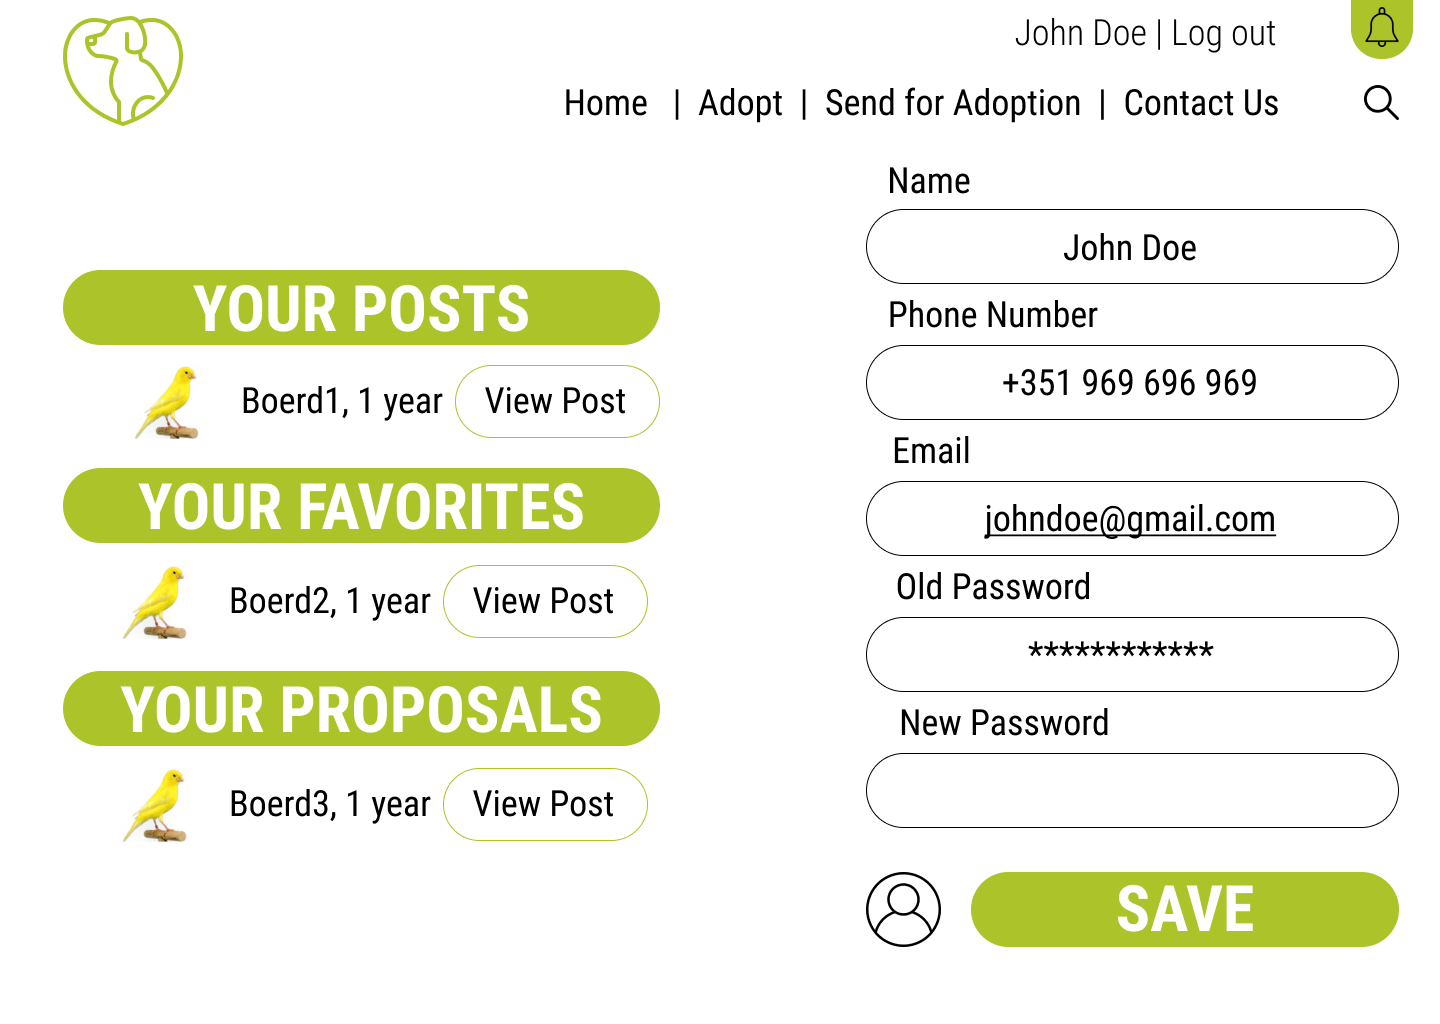 John Doe | Log out
Home | Adopt | Send for Adoption | Contact Us
YOUR POSTS
Boerd1, 1 year View Post
YOUR FAVORITES
Boerd2, 1 year View Post
YOUR PROPOSALS
Boerd3, 1 year View Post
Name
John Doe
Phone Number
+351 969 696 969
Email
johndoe@gmail.com
Old Password
************
New Password
SAVE